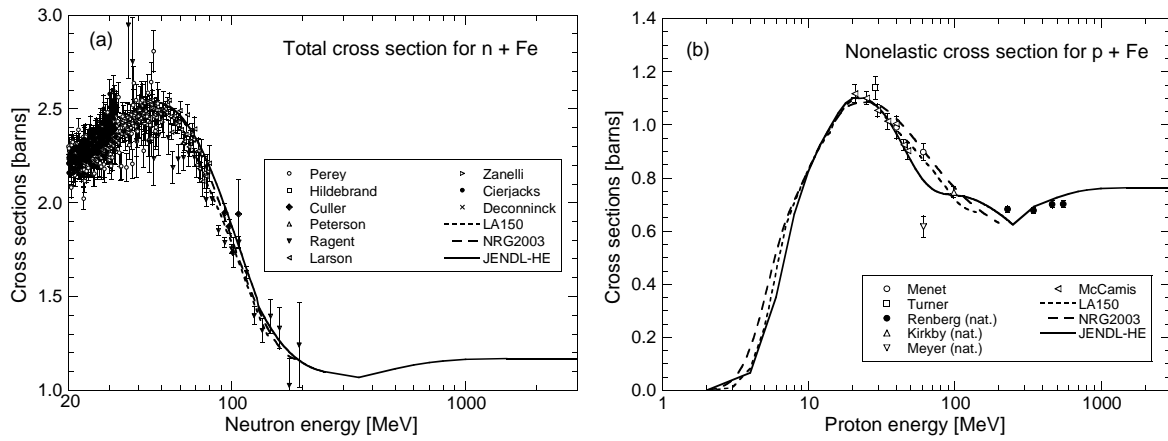 (a)
Total cross section for n + Fe
Cross sections [barns]
3.0
2.5
2.0
1.5
1.0
Perey
Hildebrand
Culler
Peterson
Ragent
Larson
Zanelli
Cierjacks
Deconninck
LA150
NRG2003
JENDL-HE
20
100
1000
Neutron energy [MeV]
(b)
Nonelastic cross section for p + Fe
Cross sections [barns]
1.4
1.2
1.0
0.8
0.6
0.4
0.2
0.0
Menet
Turner
Renberg (nat.)
Kirkby (nat.)
Meyer (nat.)
McCamis
LA150
NRG2003
JENDL-HE
1
10
100
1000
Proton energy [MeV]